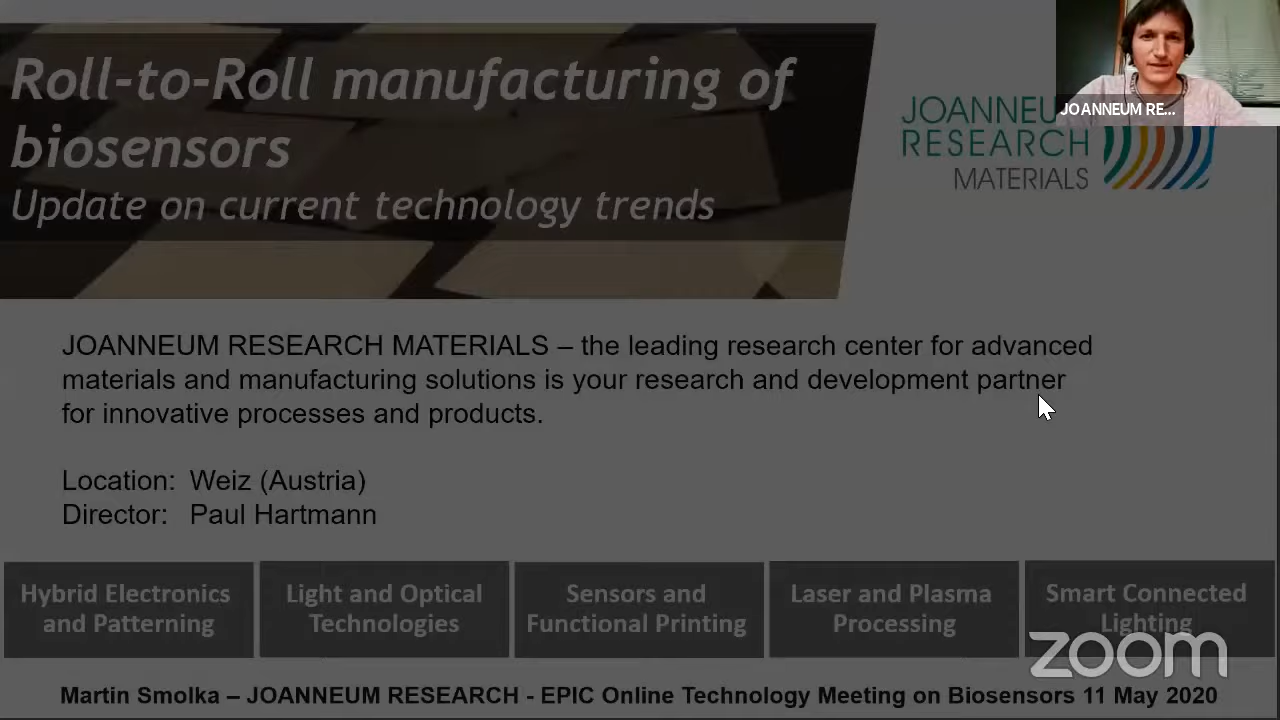 Roll-to-Roll manufacturing of
biosensors
Update on current technology trends
JOANNEUM RE...
JOANNEU
RESEARCH
MATERIALS
JOANNEUM RESEARCH MATERIALS – the leading research center for advanced
materials and manufacturing solutions is your research and development partner
for innovative processes and products.
Location: Weiz (Austria)
Director: Paul Hartmann
Hybrid Electronics
and Patterning
Light and Optical
Technologies
Sensors and
Functional Printing
Laser and Plasma
Processing
Smart Connected
Lighting
zoom
Martin Smolka – JOANNEUM RESEARCH - EPIC Online Technology Meeting on Biosensors 11 May 2020